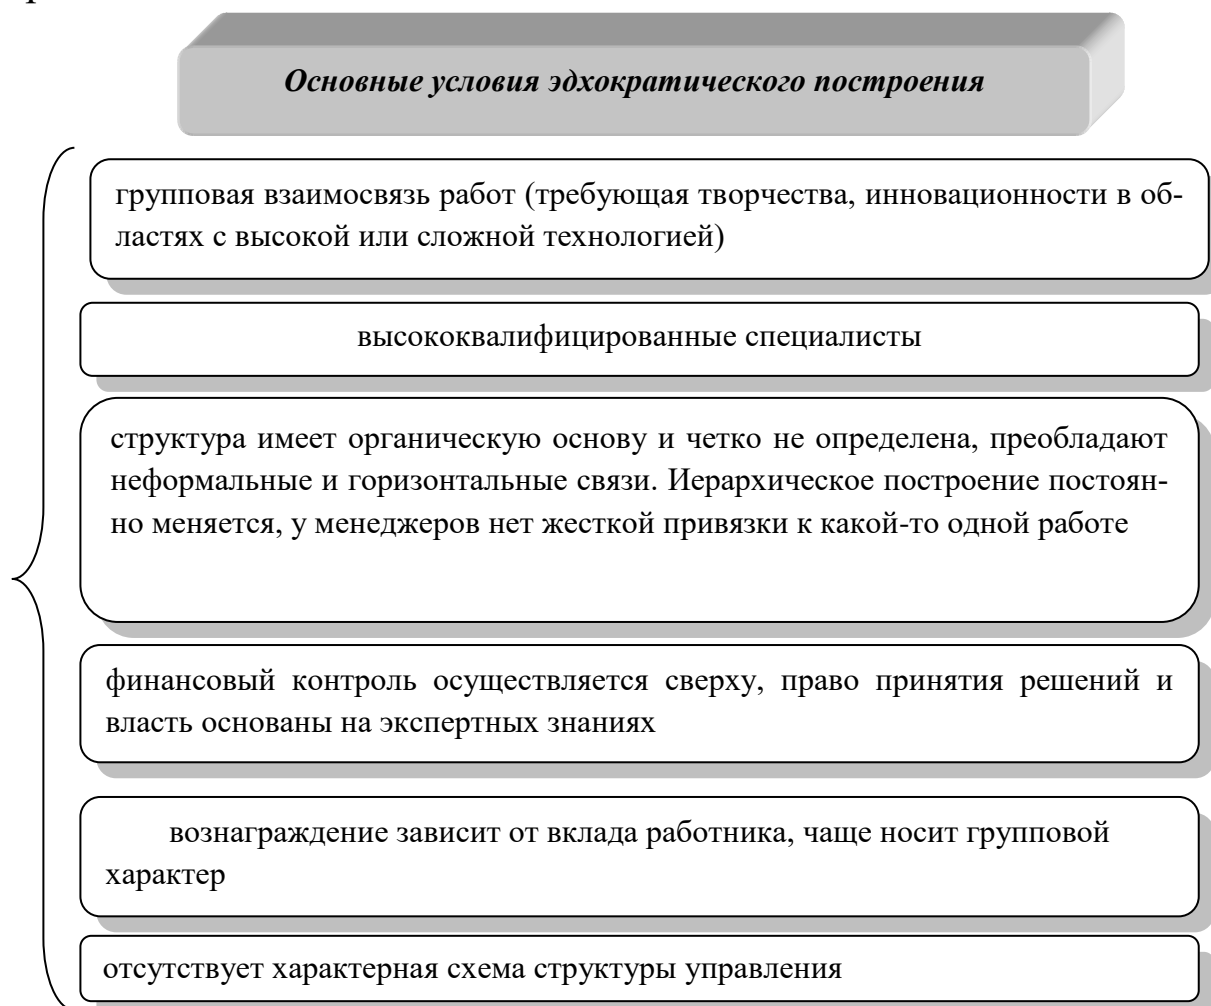 Основные условия эдхократического построения
групповая взаимосвязь работ (требующая творчества, инновационности в об-
ластях с высокой или сложной технологией)
высококвалифицированные специалисты
структура имеет органическую основу и четко не определена, преобладают
неформальные и горизонтальные связи. Иерархическое построение постоян-
но меняется, у менеджеров нет жесткой привязки к какой-то одной работе
финансовый контроль осуществляется сверху, право принятия решений и
власть основаны на экспертных знаниях
вознаграждение зависит от вклада работника, чаще носит групповой
характер
отсутствует характерная схема структуры управления